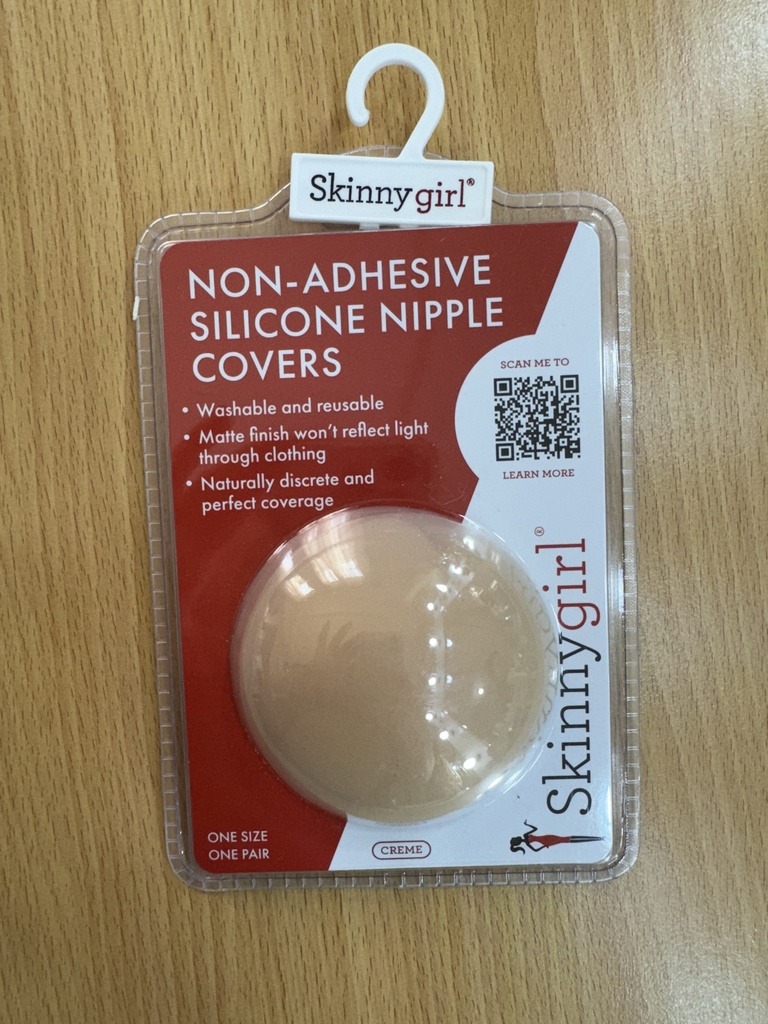 Skinnygirl®
NON-ADHESIVE
SILICONE NIPPLE
COVERS
• Washable and reusable
• Matte finish won't reflect light
through clothing
• Naturally discrete and
perfect coverage
SCAN ME TO
LEARN MORE
Skinnygirl®
ONE SIZE
ONE PAIR
CREME